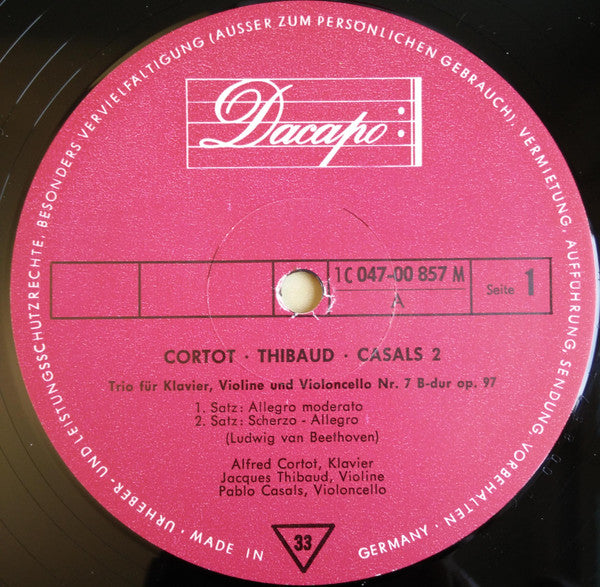 URHEBER- UND LEISTUNGSSCHUTZRECHTE, BESONDERS VERVIELFÄLTIGUNG (AUSSER ZUM PERSÖNLICHEN GEBRAUCH), VERMIETUNG, AUFFÜHRUNG, SENDUNG, VORBEHALTEN · MADE IN GERMANY ·
Dacapo
1 C 047-00 857 M
A
Seite 1
CORTOT · THIBAUD · CASALS 2
Trio für Klavier, Violine und Violoncello Nr. 7 B-dur op. 97
1. Satz: Allegro moderato
2. Satz: Scherzo - Allegro
(Ludwig van Beethoven)
Alfred Cortot, Klavier
Jacques Thibaud, Violine
Pablo Casals, Violoncello
33